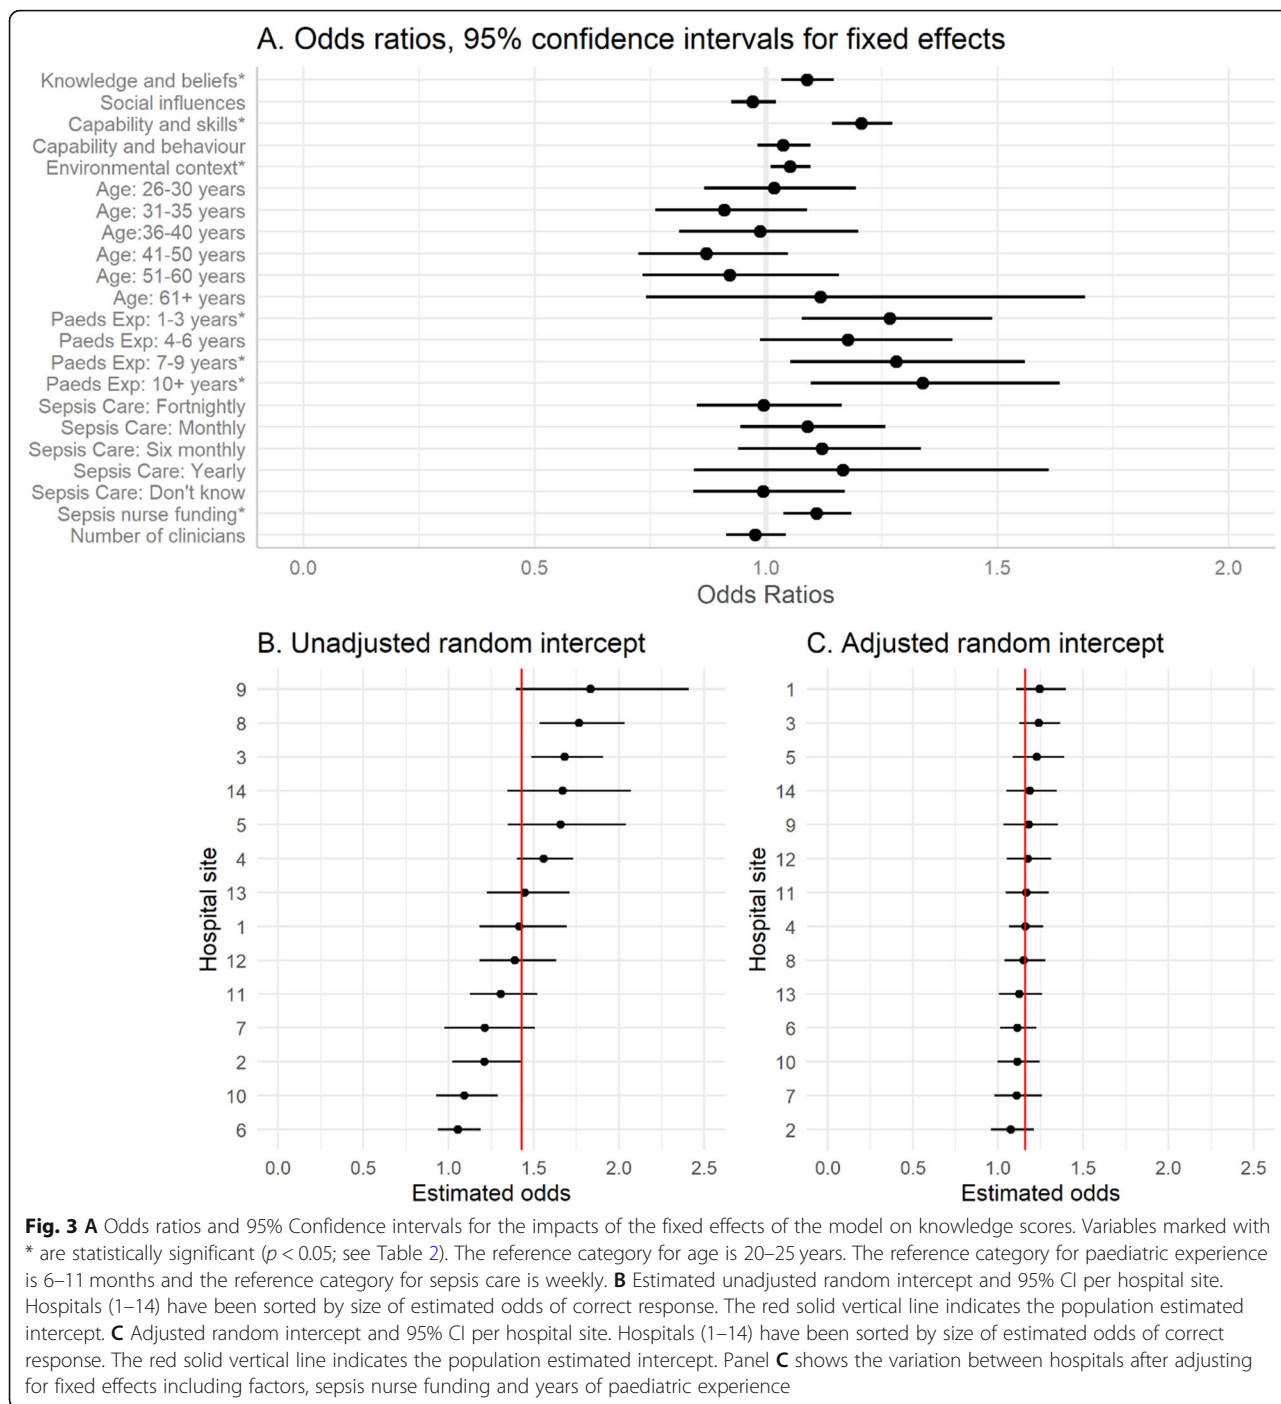 A. Odds ratios, 95% confidence intervals for fixed effects
Knowledge and beliefs*
Social influences
Capability and skills*
Capability and behaviour
Environmental context*
Age: 26-30 years
Age: 31-35 years
Age:36-40 years
Age: 41-50 years
Age: 51-60 years
Age: 61+ years
Paeds Exp: 1-3 years*
Paeds Exp: 4-6 years
Paeds Exp: 7-9 years*
Paeds Exp: 10+ years*
Sepsis Care: Fortnightly
Sepsis Care: Monthly
Sepsis Care: Six monthly
Sepsis Care: Yearly
Sepsis Care: Don't know
Sepsis nurse funding*
Number of clinicians
0.0 0.5 1.0 1.5 2.0
Odds Ratios
B. Unadjusted random intercept
Hospital site
9
8
3
14
5
4
13
1
12
11
7
2
10
6
0.0 0.5 1.0 1.5 2.0 2.5
Estimated odds
C. Adjusted random intercept
Hospital site
1
3
5
14
9
12
11
4
8
13
6
10
7
2
0.0 0.5 1.0 1.5 2.0 2.5
Estimated odds
Fig. 3 A Odds ratios and 95% Confidence intervals for the impacts of the fixed effects of the model on knowledge scores. Variables marked with
* are statistically significant (p < 0.05; see Table 2). The reference category for age is 20–25 years. The reference category for paediatric experience
is 6–11 months and the reference category for sepsis care is weekly. B Estimated unadjusted random intercept and 95% CI per hospital site.
Hospitals (1–14) have been sorted by size of estimated odds of correct response. The red solid vertical line indicates the population estimated
intercept. C Adjusted random intercept and 95% CI per hospital site. Hospitals (1–14) have been sorted by size of estimated odds of correct
response. The red solid vertical line indicates the population estimated intercept. Panel C shows the variation between hospitals after adjusting
for fixed effects including factors, sepsis nurse funding and years of paediatric experience